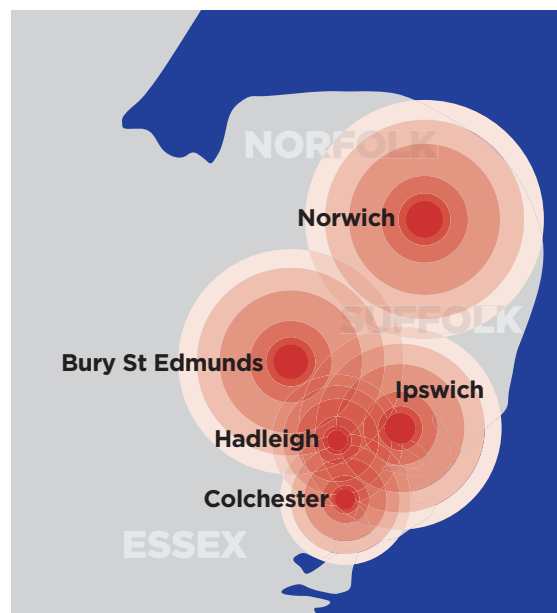 NORFOLK
Norwich
SUFFOLK
Bury St Edmunds
Ipswich
Hadleigh
Colchester
ESSEX